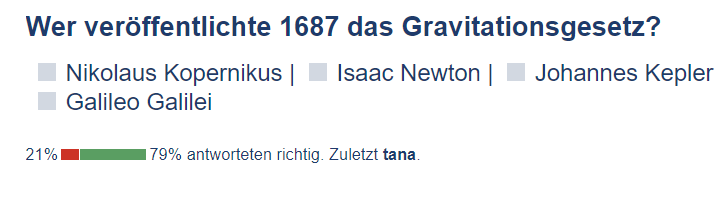 Wer veröffentlichte 1687 das Gravitationsgesetz?
Nikolaus Kopernikus | Isaac Newton | Johannes Kepler
Galileo Galilei
21% 79% antworteten richtig. Zuletzt tana.